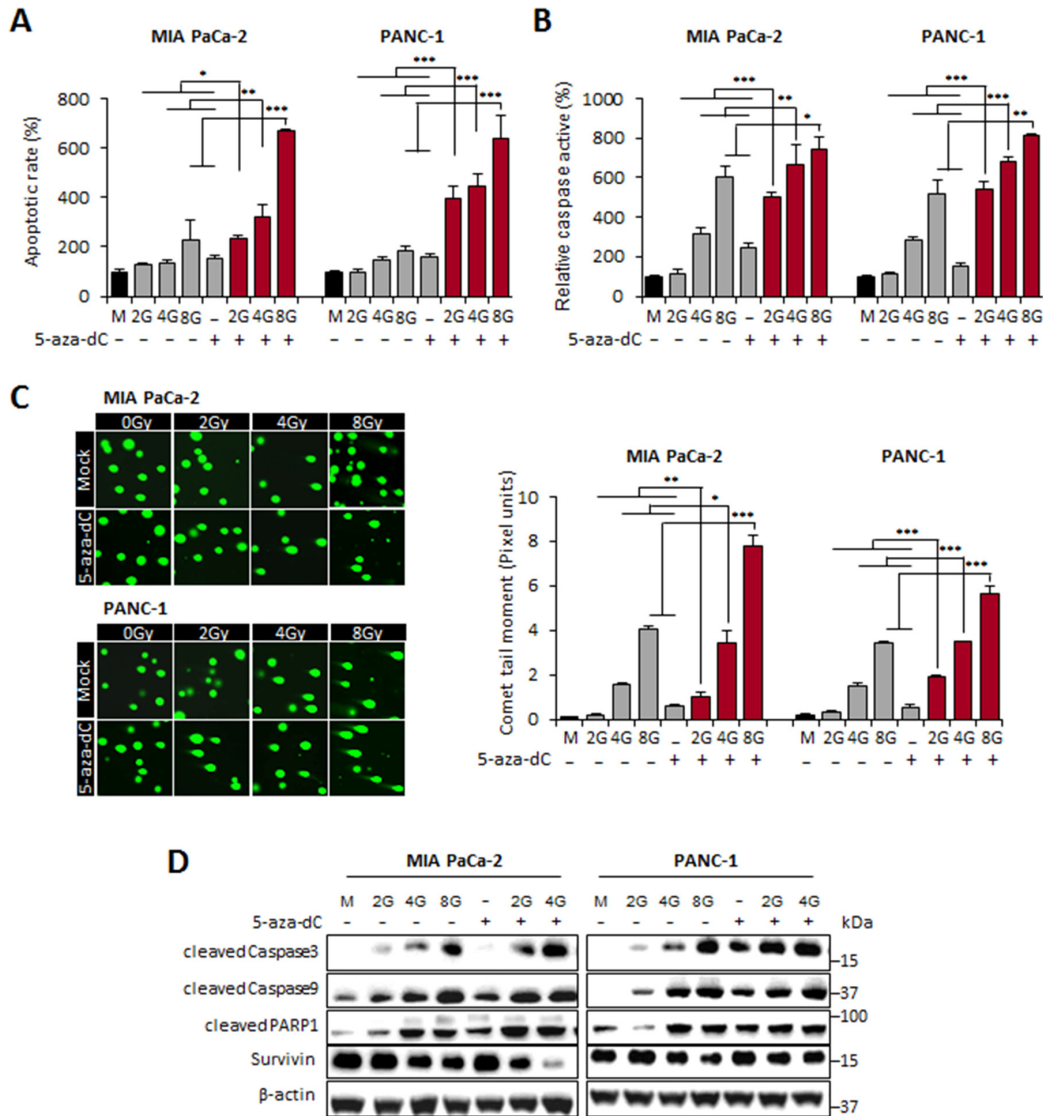 A
MIA PaCa-2 PANC-1
Apoptotic rate (%)
800
600
400
200
0
* ** *** *** *** ***
M 2G 4G 8G – 2G 4G 8G M 2G 4G 8G – 2G 4G 8G
5-aza-dC – – – – + + + + – – – – + + + +
B
MIA PaCa-2 PANC-1
Relative caspase active (%)
1000
800
600
400
200
0
*** ** * *** *** **
M 2G 4G 8G – 2G 4G 8G M 2G 4G 8G – 2G 4G 8G
5-aza-dC – – – – + + + + – – – – + + + +
C
MIA PaCa-2
0Gy 2Gy 4Gy 8Gy
Mock
5-aza-dC
PANC-1
0Gy 2Gy 4Gy 8Gy
Mock
5-aza-dC
MIA PaCa-2 PANC-1
Comet tail moment (Pixel units)
10
8
6
4
2
0
** * *** *** *** ***
M 2G 4G 8G – 2G 4G 8G M 2G 4G 8G – 2G 4G 8G
5-aza-dC – – – – + + + + – – – – + + + +
D
MIA PaCa-2 PANC-1
M 2G 4G 8G – 2G 4G M 2G 4G 8G – 2G 4G
5-aza-dC – – – – + + + – – – – + + + kDa
cleaved Caspase3 15
cleaved Caspase9 37
cleaved PARP1 100
Survivin 15
β-actin 37